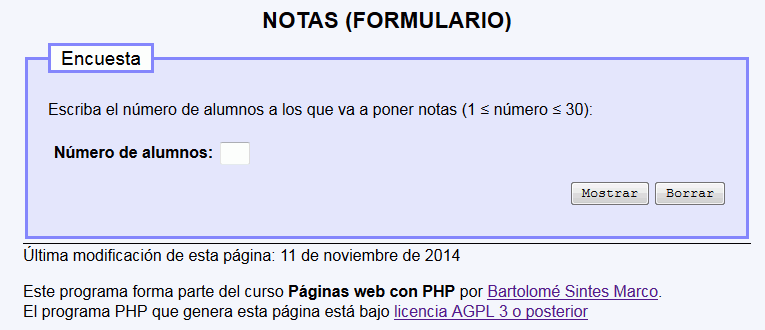 NOTAS (FORMULARIO)
Encuesta
Escriba el número de alumnos a los que va a poner notas (1 ≤ número ≤ 30):
Número de alumnos:
Mostrar Borrar
Última modificación de esta página: 11 de noviembre de 2014
Este programa forma parte del curso Páginas web con PHP por Bartolomé Sintes Marco.
El programa PHP que genera esta página está bajo licencia AGPL 3 o posterior